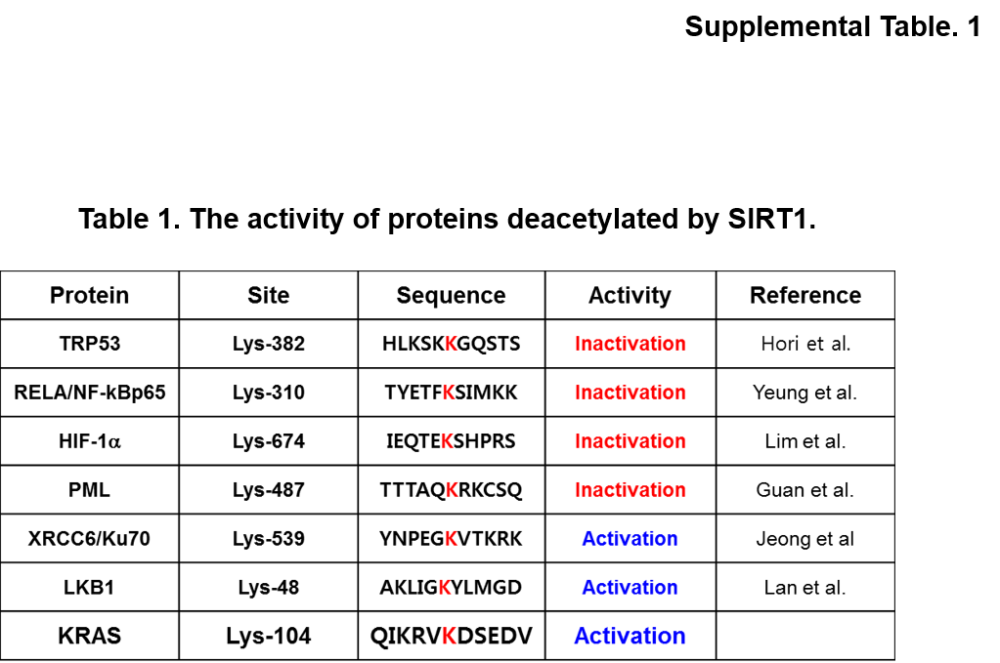 Supplemental Table. 1
Table 1. The activity of proteins deacetylated by SIRT1.
Protein Site Sequence Activity Reference
TRP53 Lys-382 HLKSKKGQSTS Inactivation Hori et al.
RELA/NF-kBp65 Lys-310 TYETFKSIMKK Inactivation Yeung et al.
HIF-1α Lys-674 IEQTEKSHPRS Inactivation Lim et al.
PML Lys-487 TTTAQKRKCSQ Inactivation Guan et al.
XRCC6/Ku70 Lys-539 YNPEGKVTKRK Activation Jeong et al
LKB1 Lys-48 AKLIGKYLMGD Activation Lan et al.
KRAS Lys-104 QIKRVKDSEDV Activation